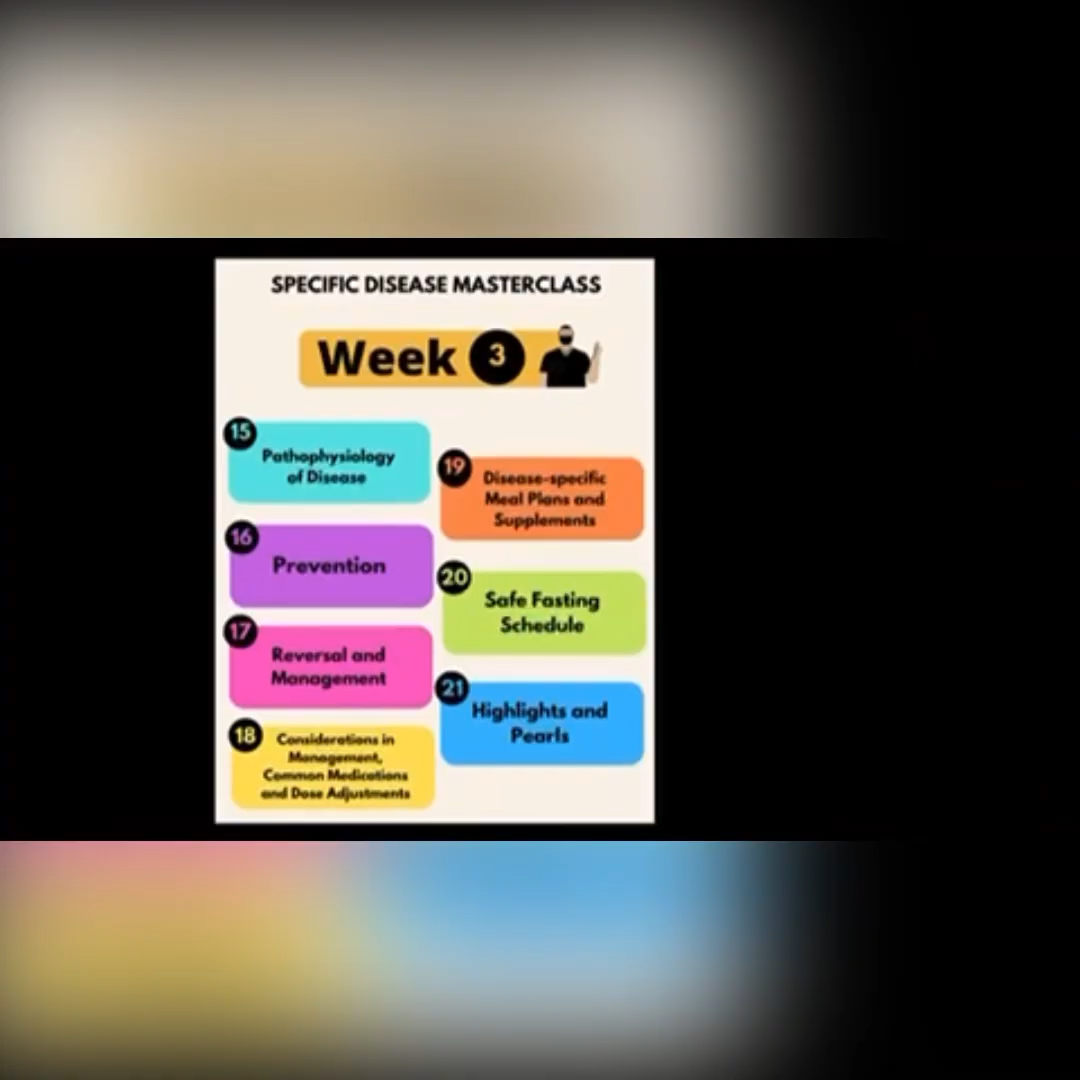 SPECIFIC DISEASE MASTERCLASS
Week 3
15
Pathophysiology
of Disease
16
Prevention
17
Reversal and
Management
18
Considerations in
Management,
Common Medications
and Dose Adjustments
19
Disease-specific
Meal Plans and
Supplements
20
Safe Fasting
Schedule
21
Highlights and
Pearls